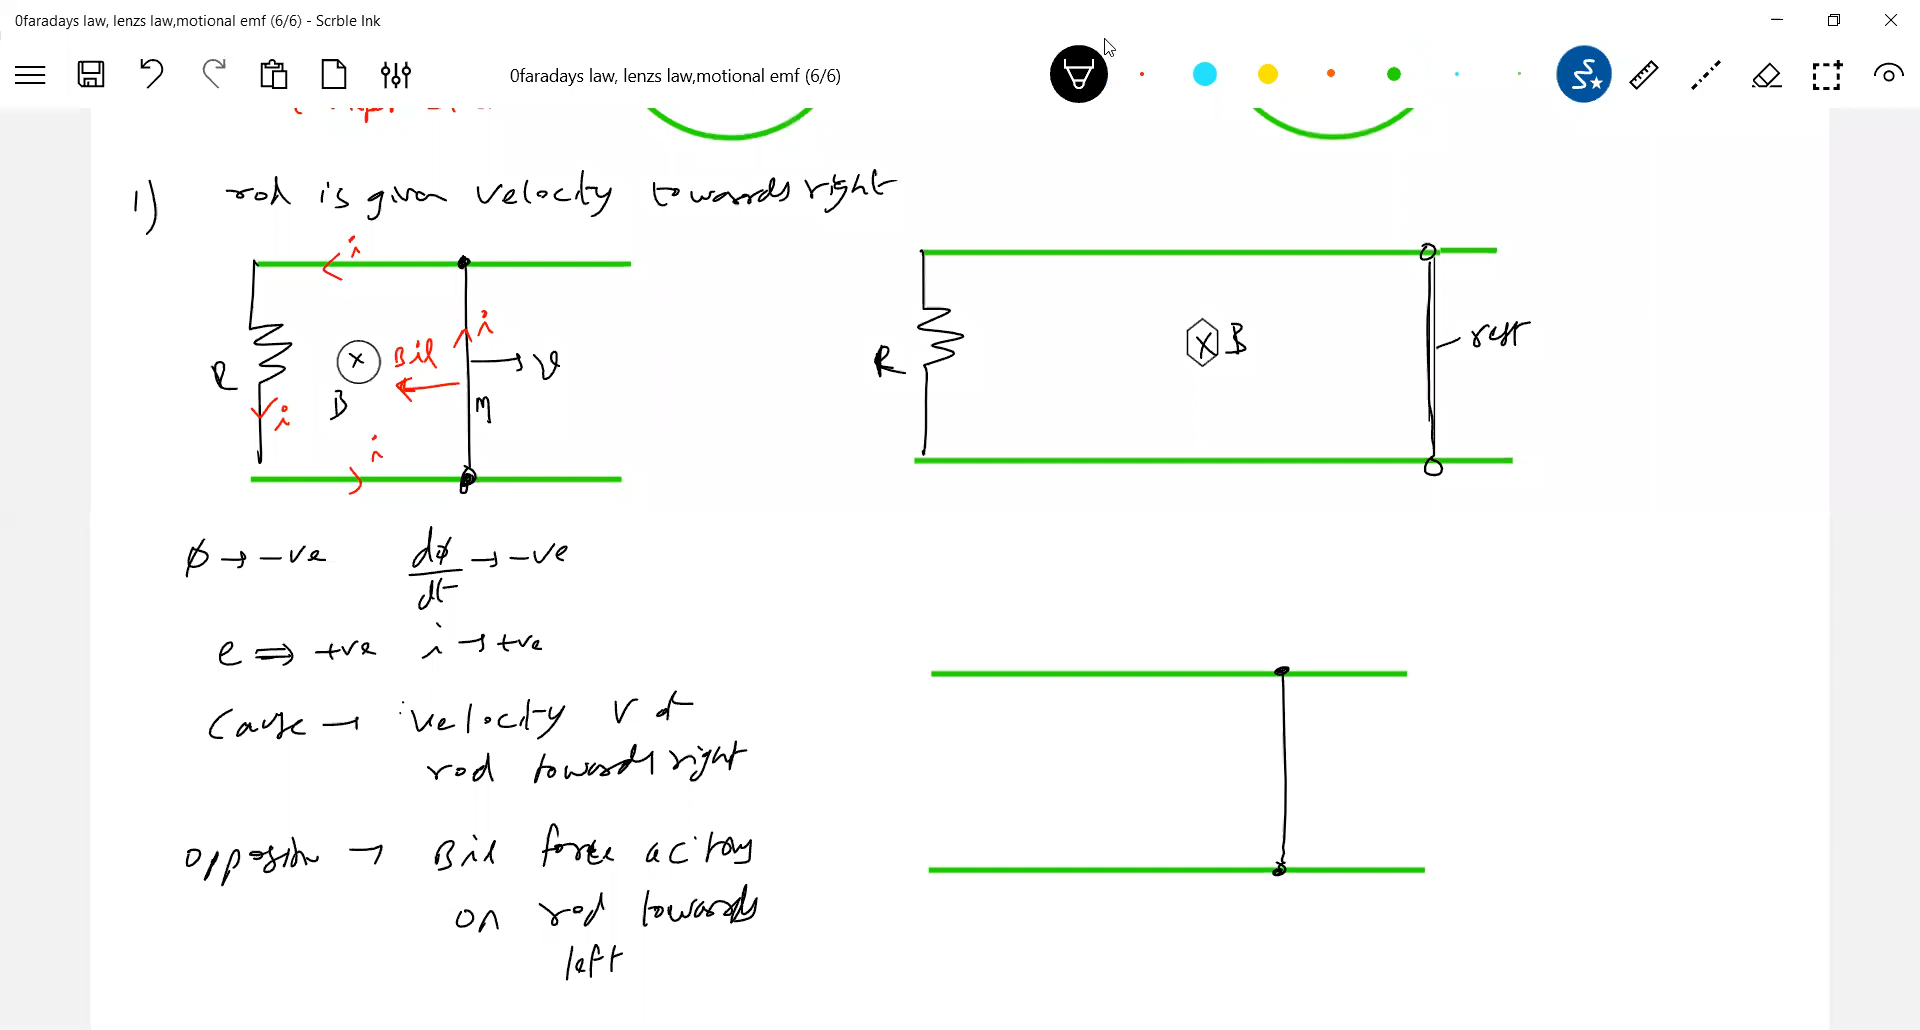 0faradays law, lenzs law,motional emf (6/6) - Scrble Ink
0faradays law, lenzs law,motional emf (6/6)
1) rod is given velocity towards right
i
i
Bil
R
x
B
v
M
i
i
R
x B
rest
ϕ → -ve dϕ/dt → -ve
e ⇒ +ve i → +ve
Cause → velocity v of
rod towards right
opposition → Bil force acting
on rod towards
left